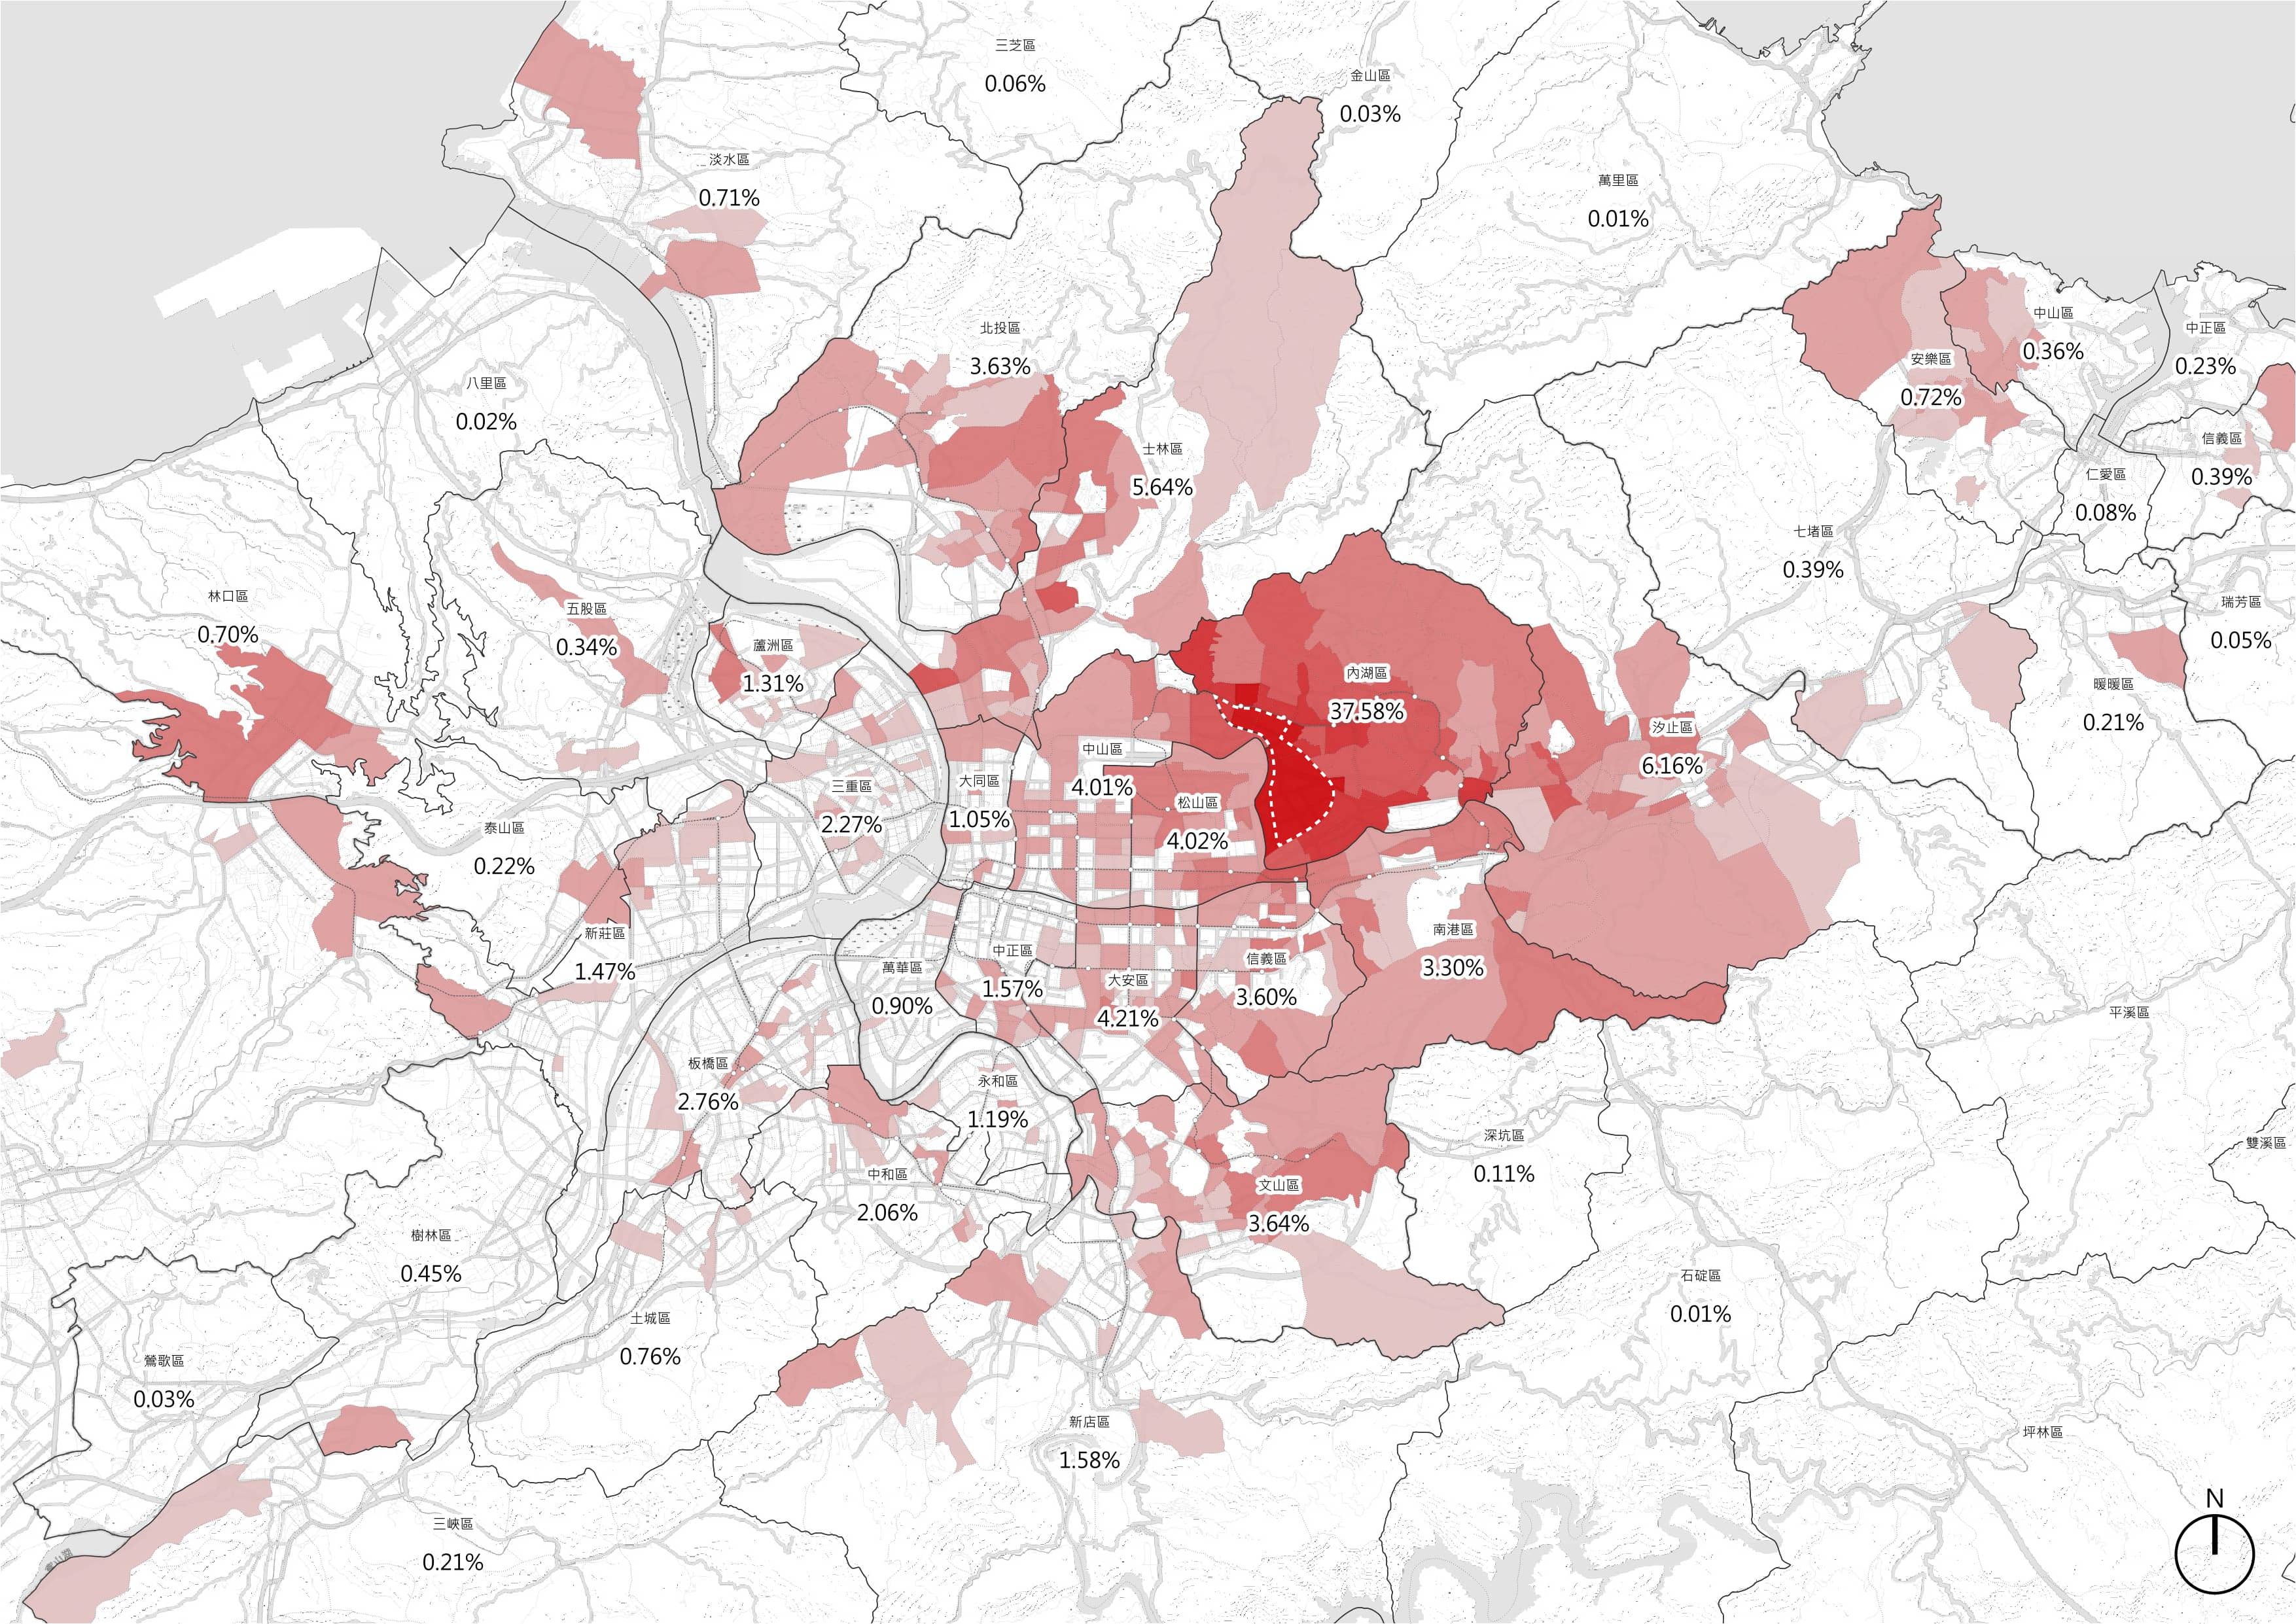 三芝區
0.06%
金山區
0.03%
淡水區
0.71%
萬里區
0.01%
北投區
3.63%
中山區
0.36%
中正區
0.23%
安樂區
0.72%
八里區
0.02%
士林區
5.64%
信義區
0.39%
仁愛區
0.08%
七堵區
0.39%
林口區
0.70%
五股區
0.34%
瑞芳區
0.05%
蘆洲區
1.31%
內湖區
37.58%
暖暖區
0.21%
汐止區
6.16%
中山區
4.01%
三重區
2.27%
大同區
1.05%
松山區
4.02%
泰山區
0.22%
新莊區
1.47%
南港區
3.30%
中正區
1.57%
信義區
3.60%
萬華區
0.90%
大安區
4.21%
平溪區
板橋區
2.76%
永和區
1.19%
深坑區
0.11%
雙溪區
中和區
2.06%
文山區
3.64%
樹林區
0.45%
石碇區
0.01%
土城區
0.76%
鶯歌區
0.03%
新店區
1.58%
坪林區
三峽區
0.21%
N